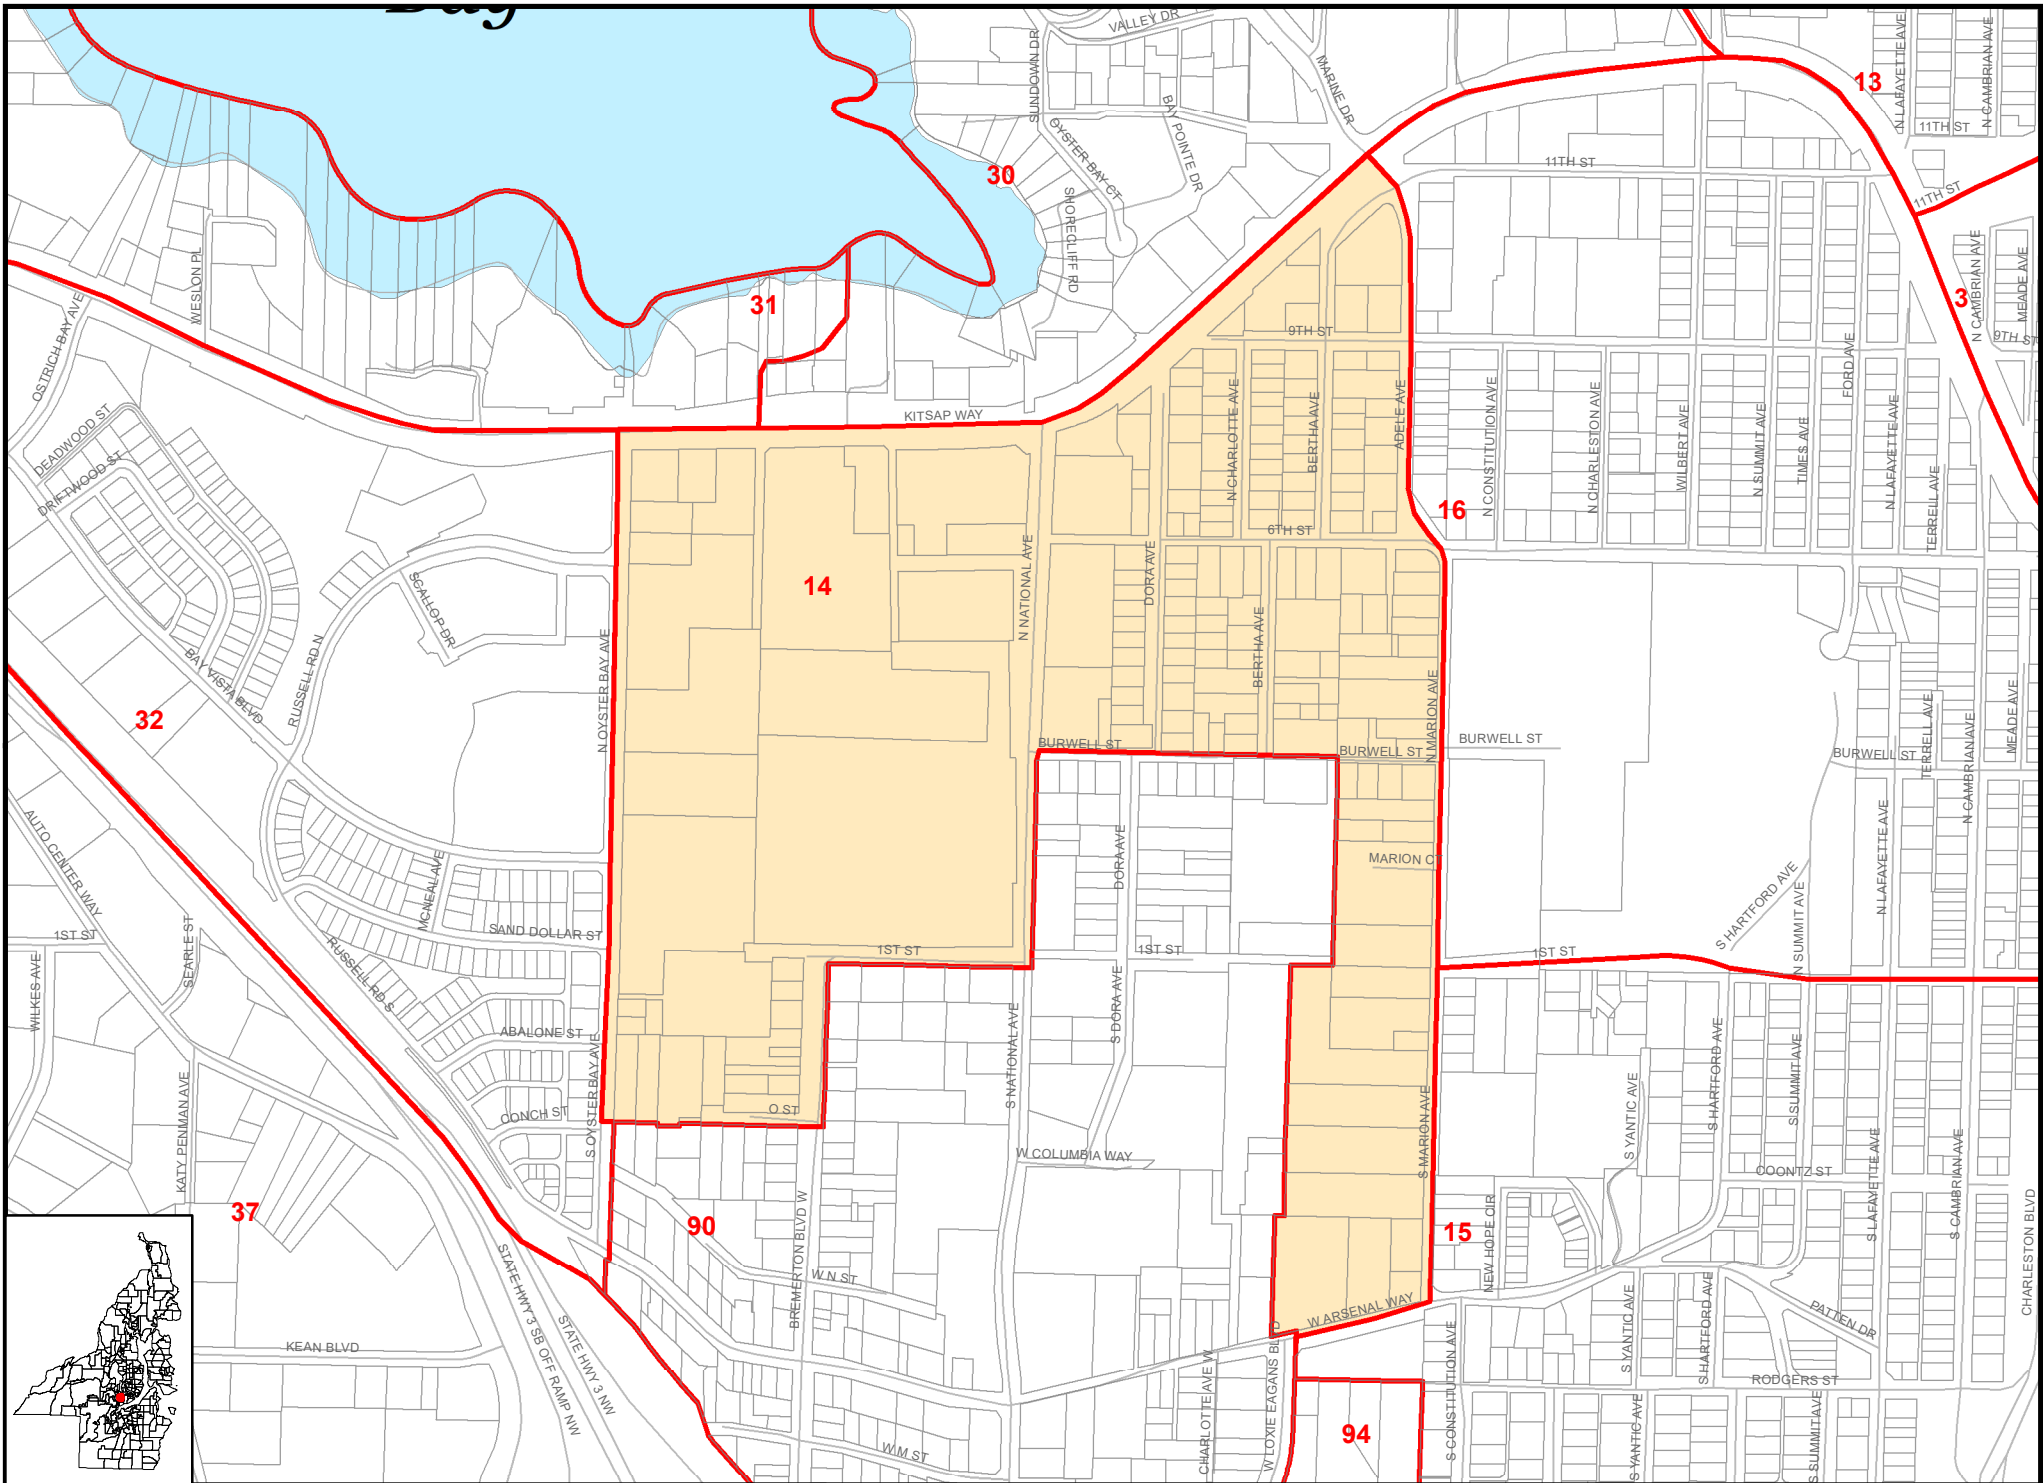 Bay
VALLEY DR
SUNDOWN DR
MARINE DR
13
N LAFAYETTE AVE
N CAMBRIAN AVE
11TH ST
BAY POINTE DR
OYSTER BAY CT
30
11TH ST
11TH ST
SHORECLIFF RD
WESLON PL
31
N CAMBRIAN AVE
MEADE AVE
3
9TH ST
9TH ST
OSTRICH BAY AVE
FORD AVE
KITSAP WAY
N CHARLOTTE AVE
BERTHA AVE
ADELE AVE
N CONSTITUTION AVE
N CHARLESTON AVE
WILBERT AVE
N SUMMIT AVE
TIMES AVE
N LAFAYETTE AVE
TERRELL AVE
DEADWOOD ST
DRIFTWOOD ST
16
6TH ST
14
N NATIONAL AVE
DORA AVE
SCALLOP DR
BERTHA AVE
RUSSELL RD N
BAY VISTA BLVD
N OYSTER BAY AVE
N MARION AVE
32
TERRELL AVE
MEADE AVE
BURWELL ST
BURWELL ST
BURWELL ST
BURWELL ST
N CAMBRIAN AVE
AUTO CENTER WAY
MCNEAL AVE
DORA AVE
MARION CT
N LAFAYETTE AVE
S HARTFORD AVE
N SUMMIT AVE
1ST ST
SEARLE ST
SAND DOLLAR ST
1ST ST
1ST ST
1ST ST
WILKES AVE
RUSSELL RD S
ABALONE ST
S OYSTER BAY AVE
S NATIONAL AVE
S DORA AVE
S HARTFORD AVE
S SUMMIT AVE
S YANTIC AVE
S MARION AVE
CONCH ST
O ST
KATY PENMAN AVE
W COLUMBIA WAY
COONTZ ST
S LAFAYETTE AVE
S CAMBRIAN AVE
CHARLESTON BLVD
37
90
15
NEW HOPE CIR
BREMERTON BLVD W
W N ST
W ARSENAL WAY
STATE HWY 3 SB OFF RAMP NW
STATE HWY 3 NW
KEAN BLVD
CHARLOTTE AVE W
W LOXIE EAGANS BLVD
S CONSTITUTION AVE
S YANTIC AVE
S HARTFORD AVE
PATTEN DR
RODGERS ST
94
W M ST
S YANTIC AVE
S SUMMIT AVE